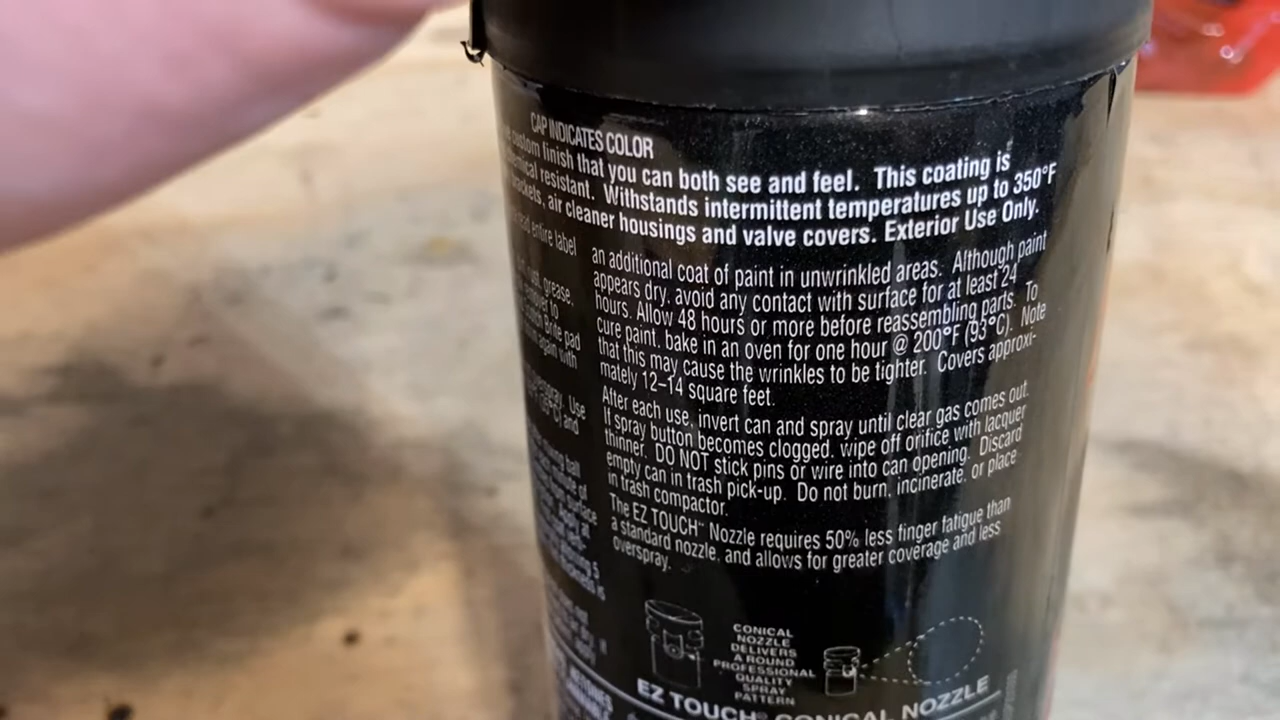 CAP INDICATES COLOR
custom finish that you can both see and feel. This coating is
chemical resistant. Withstands intermittent temperatures up to 350°F
brackets, air cleaner housings and valve covers. Exterior Use Only.
read entire label
an additional coat of paint in unwrinkled areas. Although paint
appears dry, avoid any contact with surface for at least 24
hours. Allow 48 hours or more before reassembling parts. To
cure paint, bake in an oven for one hour @ 200°F (93°C). Note
that this may cause the wrinkles to be tighter. Covers approxi-
mately 12-14 square feet.
After each use, invert can and spray until clear gas comes out.
If spray button becomes clogged, wipe off orifice with lacquer
thinner. DO NOT stick pins or wire into can opening. Discard
empty can in trash pick-up. Do not burn, incinerate, or place
in trash compactor.
The EZ TOUCH™ Nozzle requires 50% less finger fatigue than
a standard nozzle, and allows for greater coverage and less
overspray.
CONICAL
NOZZLE
DELIVERS
A ROUND
PROFESSIONAL
QUALITY
SPRAY
PATTERN
EZ TOUCH® CONICAL NOZZLE